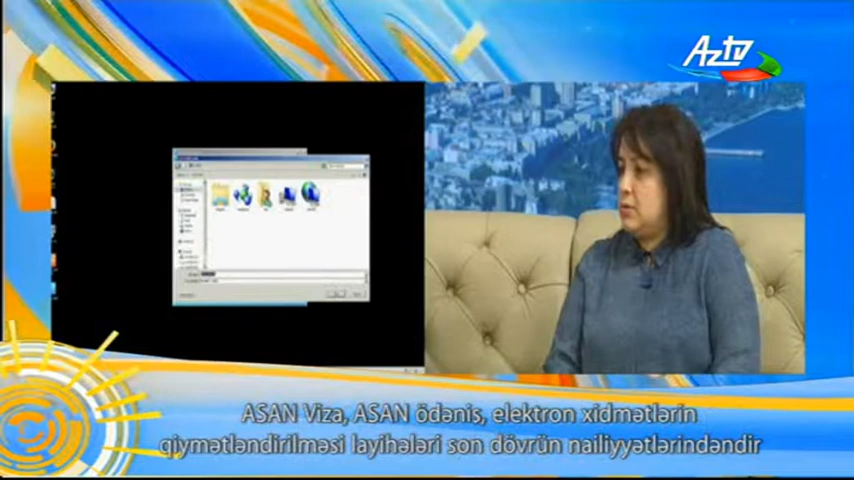 Aztv
ASAN Viza, ASAN ödəniş, elektron xidmətlərin
qiymətləndirilməsi layihələri son dövrün nailiyyətlərindəndir